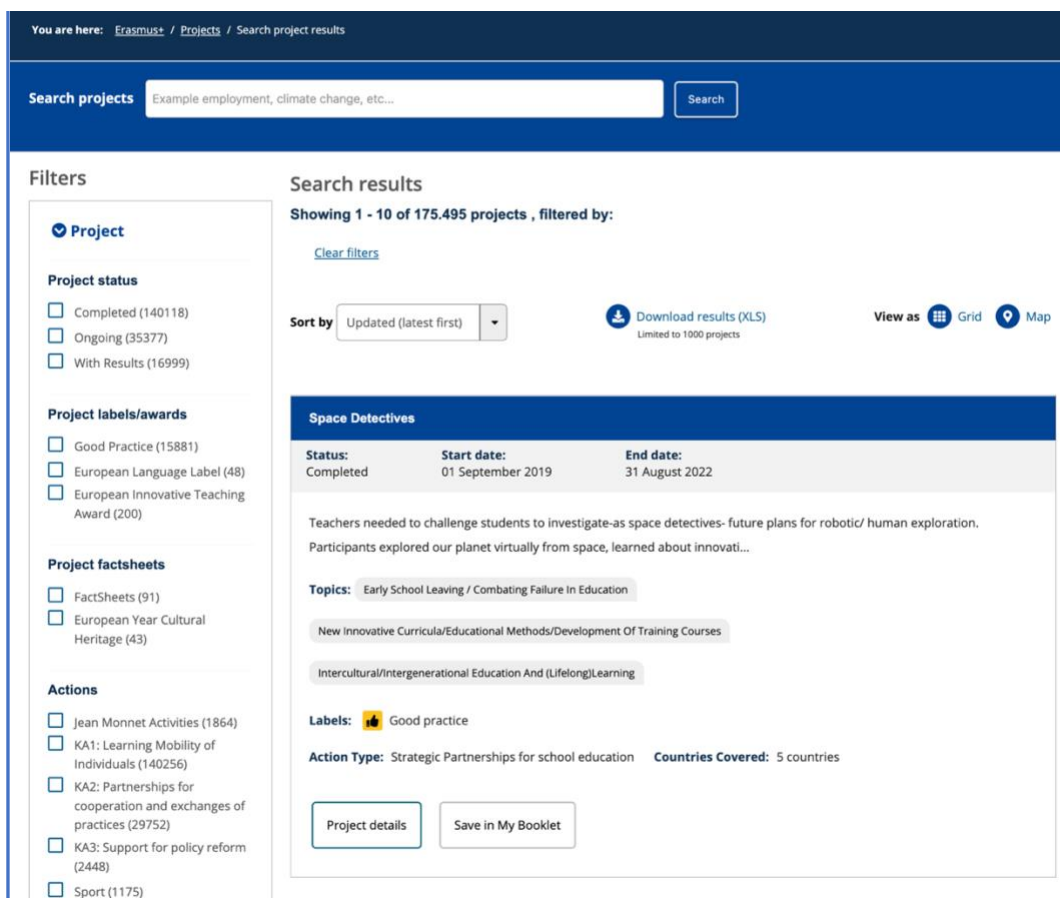 You are here: Erasmus+ / Projects / Search project results
Search projects
Example employment, climate change, etc...
Search
Filters
Project
Project status
Completed (140118)
Ongoing (35377)
With Results (16999)
Project labels/awards
Good Practice (15881)
European Language Label (48)
European Innovative Teaching
Award (200)
Project factsheets
FactSheets (91)
European Year Cultural
Heritage (43)
Actions
Jean Monnet Activities (1864)
KA1: Learning Mobility of
Individuals (140256)
KA2: Partnerships for
cooperation and exchanges of
practices (29752)
KA3: Support for policy reform
(2448)
Sport (1175)
Search results
Showing 1 - 10 of 175.495 projects , filtered by:
Clear filters
Sort by
Updated (latest first)
Download results (XLS)
Limited to 1000 projects
View as
Grid
Map
Space Detectives
Status:
Completed
Start date:
01 September 2019
End date:
31 August 2022
Teachers needed to challenge students to investigate-as space detectives- future plans for robotic/ human exploration.
Participants explored our planet virtually from space, learned about innovati...
Topics: Early School Leaving / Combating Failure In Education
New Innovative Curricula/Educational Methods/Development Of Training Courses
Intercultural/Intergenerational Education And (Lifelong)Learning
Labels: Good practice
Action Type: Strategic Partnerships for school education Countries Covered: 5 countries
Project details
Save in My Booklet